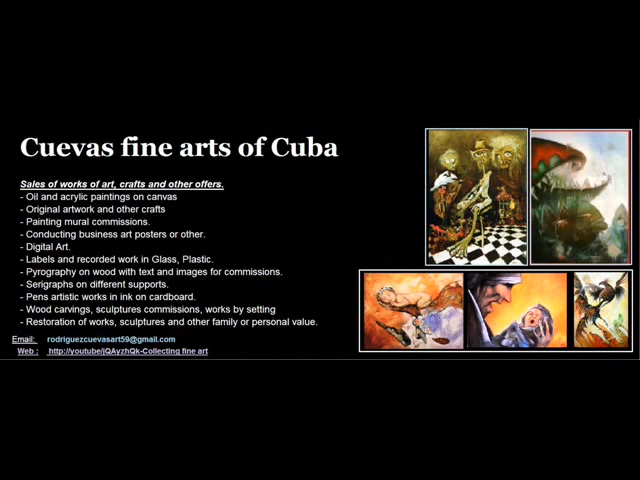 Cuevas fine arts of Cuba
Sales of works of art, crafts and other offers.
- Oil and acrylic paintings on canvas
- Original artwork and other crafts
- Painting mural commissions.
- Conducting business art posters or other.
- Digital Art.
- Labels and recorded work in Glass, Plastic.
- Pyrography on wood with text and images for commissions.
- Serigraphs on different supports.
- Pens artistic works in ink on cardboard.
- Wood carvings, sculptures commissions, works by setting
- Restoration of works, sculptures and other family or personal value.
Email: rodriguezcuevasart59@gmail.com
Web : http://youtube/jQAyzhQk-Collecting fine art